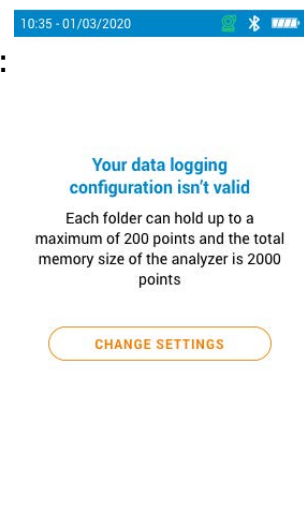 10:35 - 01/03/2020
:
Your data logging
configuration isn't valid
Each folder can hold up to a
maximum of 200 points and the total
memory size of the analyzer is 2000
points
CHANGE SETTINGS